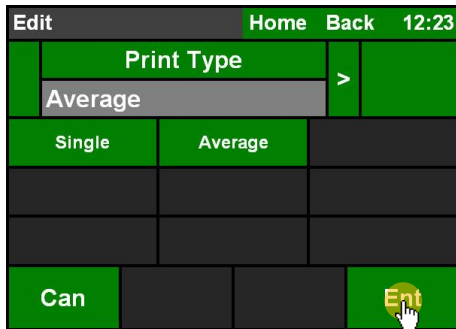 Edit Home Back 12:23
Print Type
>
Average
Single Average
Can Ent